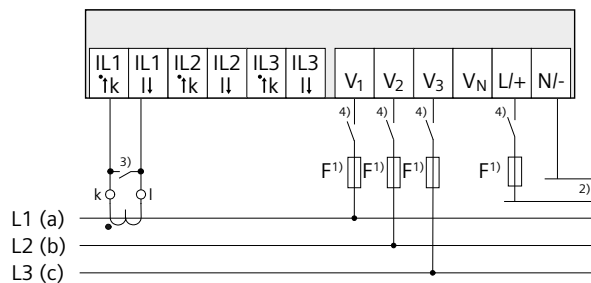 IL1 IL1 IL2 IL2 IL3 IL3 V1 V2 V3 VN L/+ N/-
↑k l↓ ↑k l↓ ↑k l↓
4) 4) 4) 4)
3)
F1) F1) F1) F1)
k l
2)
L1 (a)
L2 (b)
L3 (c)